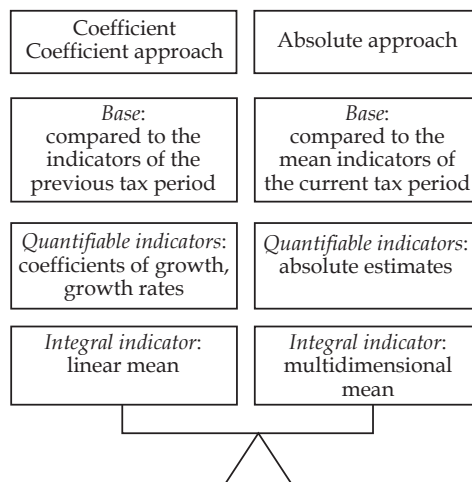 Coefficient
Coefficient approach
Absolute approach
Base:
compared to the
indicators of the
previous tax period
Base:
compared to the
mean indicators of
the current tax period
Quantifiable indicators:
coefficients of growth,
growth rates
Quantifiable indicators:
absolute estimates
Integral indicator:
linear mean
Integral indicator:
multidimensional
mean